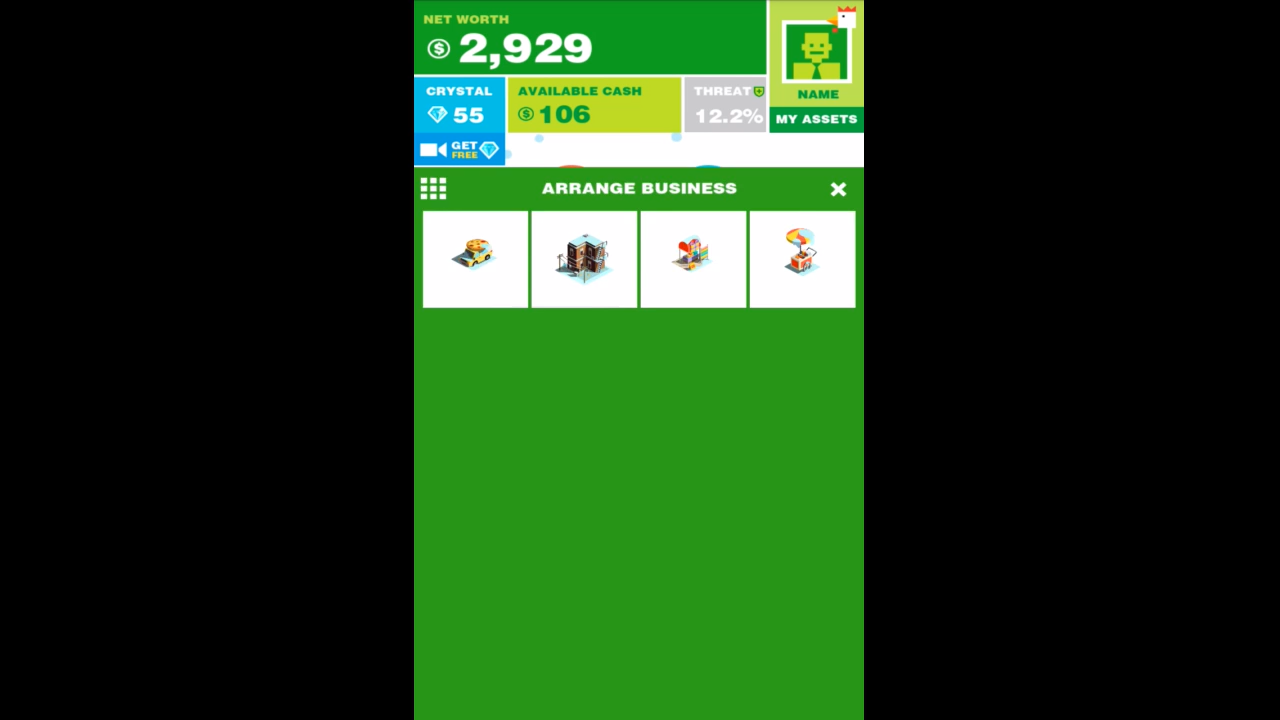 NET WORTH
2,929
CRYSTAL
55
AVAILABLE CASH
106
THREAT
12.2%
NAME
MY ASSETS
GET
FREE
ARRANGE BUSINESS